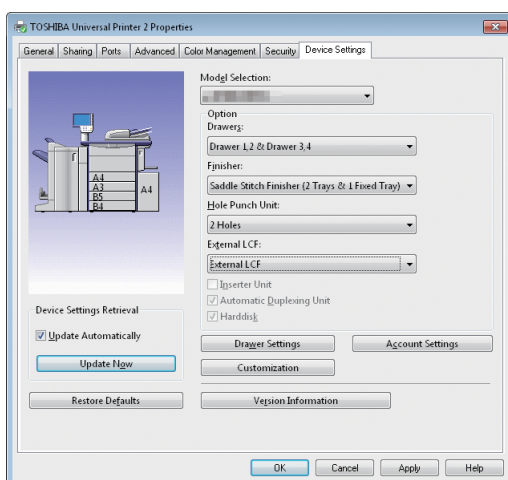 TOSHIBA Universal Printer 2 Properties
General Sharing Ports Advanced Color Management Security Device Settings
Model Selection:
Option
Drawers:
Drawer 1,2 & Drawer 3,4
Finisher:
Saddle Stitch Finisher (2 Trays & 1 Fixed Tray)
Hole Punch Unit:
2 Holes
External LCF:
External LCF
Inserter Unit
Automatic Duplexing Unit
Harddisk
A4
A3
B5
B4
A4
Device Settings Retrieval
Update Automatically
Update Now
Drawer Settings Account Settings
Customization
Restore Defaults Version Information
OK Cancel Apply Help